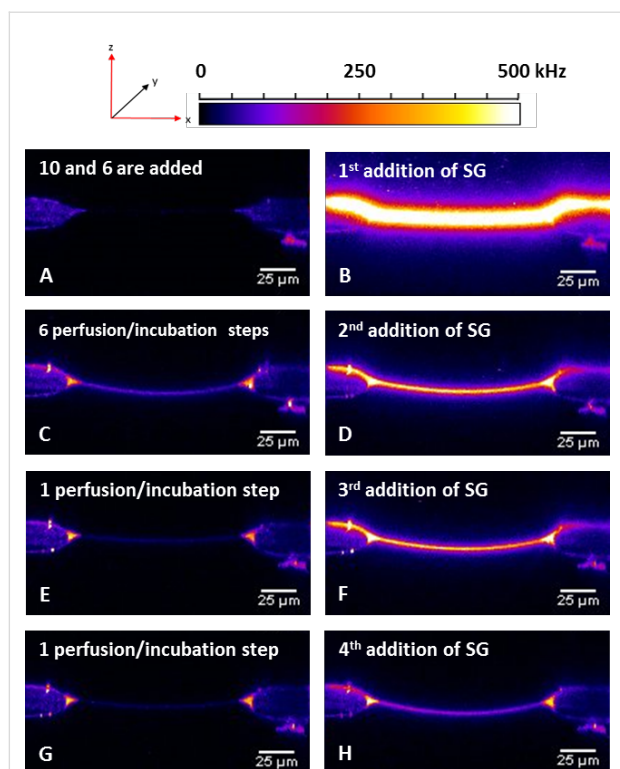 z
y
x
0 250 500 kHz
10 and 6 are added
25 µm
A
1st addition of SG
25 µm
B
6 perfusion/incubation steps
25 µm
C
2nd addition of SG
25 µm
D
1 perfusion/incubation step
25 µm
E
3rd addition of SG
25 µm
F
1 perfusion/incubation step
25 µm
G
4th addition of SG
25 µm
H